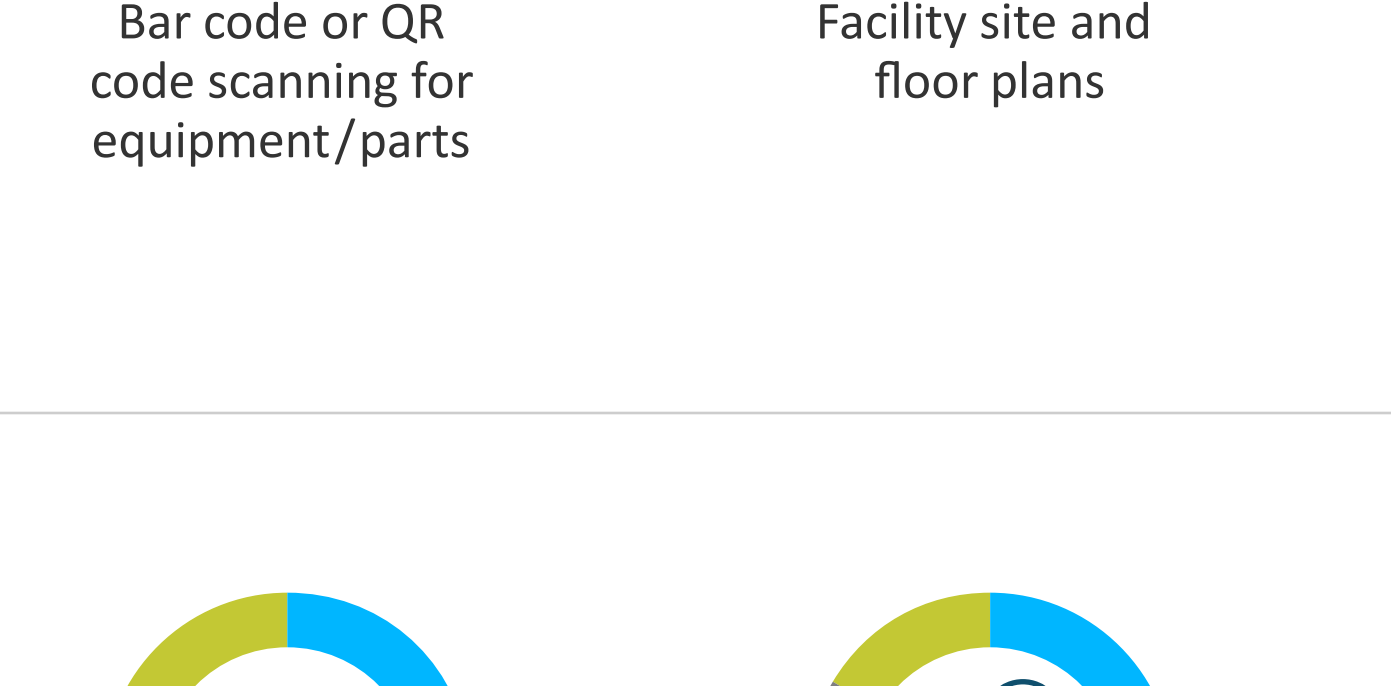 Bar code or QR
code scanning for
equipment/parts
Facility site and
floor plans